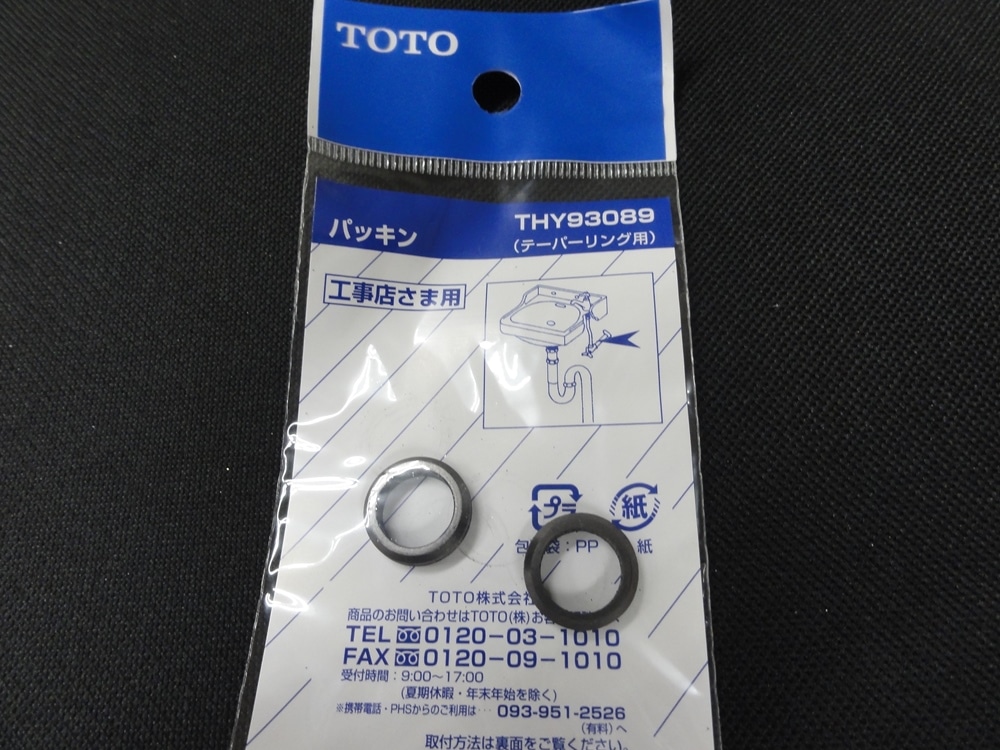 TOTO
パッキン
THY93089
(テーパーリング用)
工事店さま用
プラ
紙
包 袋：PP 紙
TOTO株式会
商品のお問い合わせはTOTO(株)お
TEL 0120-03-1010
FAX 0120-09-1010
受付時間：9:00～17:00
(夏期休暇・年末年始を除く)
※携帯電話・PHSからのご利用は… 093-951-2526
(有料)へ
取付方法は裏面をご覧ください。